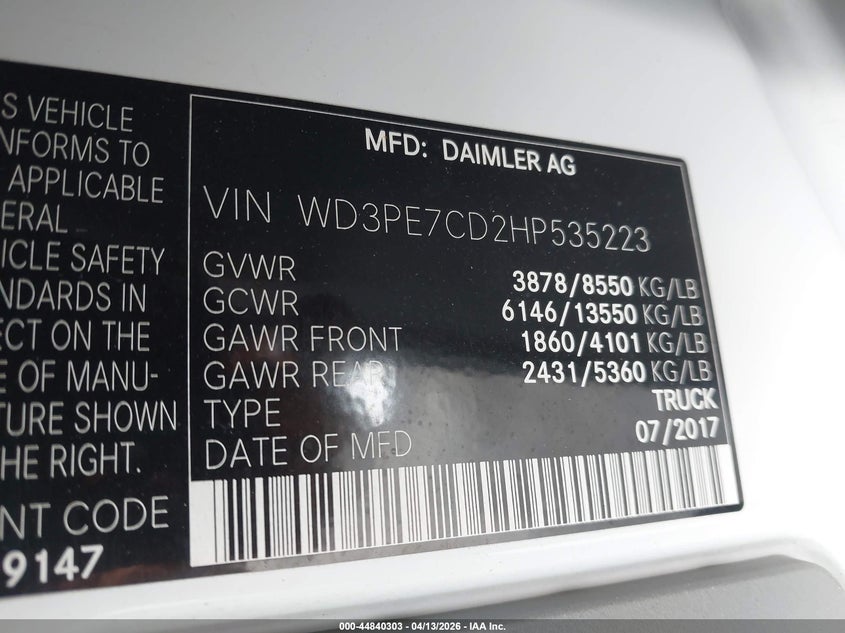 S VEHICLE
NFORMS TO
APPLICABLE
ERAL
ICLE SAFETY
NDARDS IN
ECT ON THE
E OF MANU-
TURE SHOWN
HE RIGHT.
NT CODE
9147
MFD: DAIMLER AG
VIN WD3PE7CD2HP535223
GVWR 3878/8550 KG/LB
GCWR 6146/13550 KG/LB
GAWR FRONT 1860/4101 KG/LB
GAWR REAR 2431/5360 KG/LB
TYPE TRUCK
DATE OF MFD 07/2017
000-44840303 - 04/13/2026 - IAA Inc.